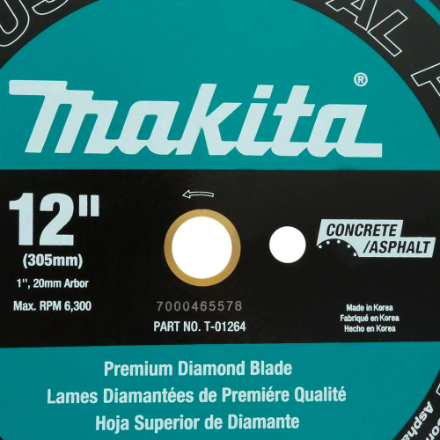 Makita®
12"
(305mm)
1", 20mm Arbor
Max. RPM 6,300
CONCRETE
/ASPHALT
7000465578
PART NO. T-01264
Made in Korea
Fabriqué en Korea
Hecho en Korea
Premium Diamond Blade
Lames Diamantées de Premiére Qualité
Hoja Superior de Diamante